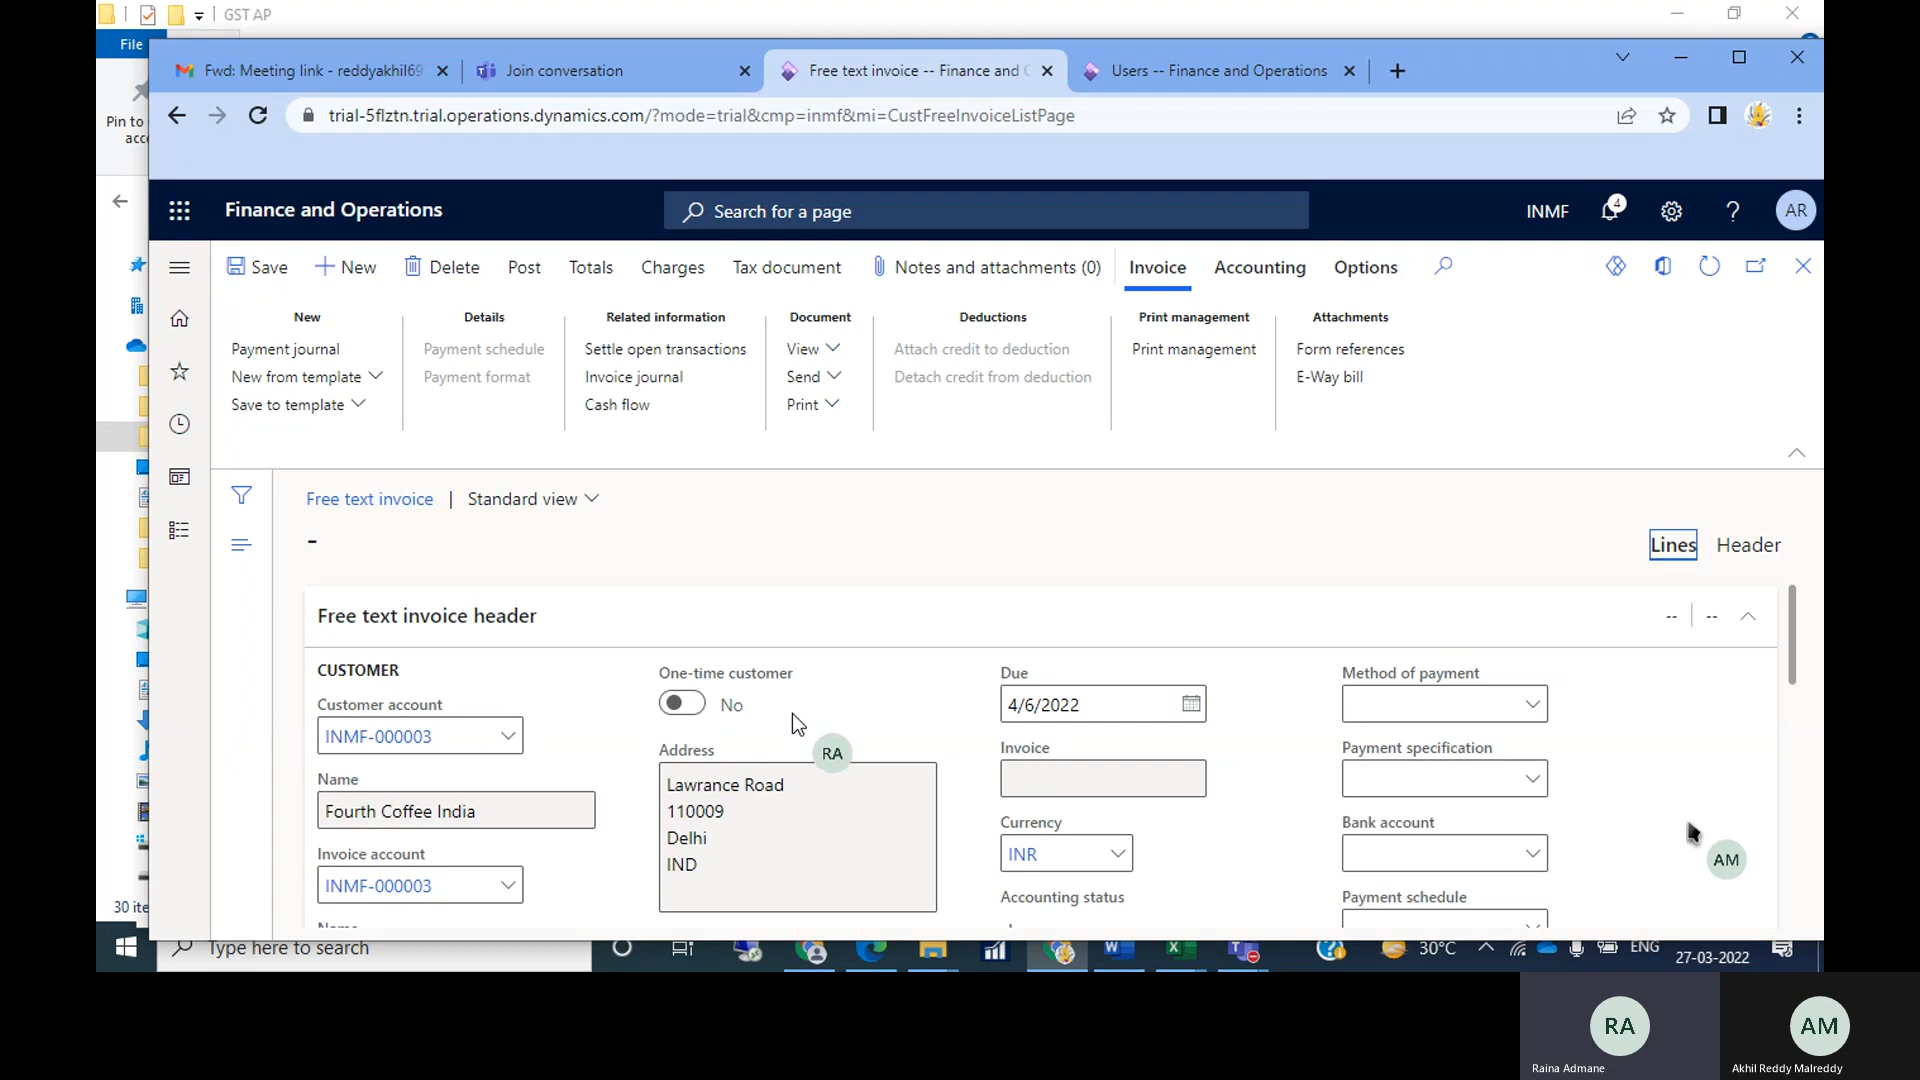 GST AP
File
Fwd: Meeting link - reddyakhil69
Join conversation
Free text invoice -- Finance and O
Users -- Finance and Operations
Pin to
acce
trial-5flztn.trial.operations.dynamics.com/?mode=trial&cmp=inmf&mi=CustFreeInvoiceListPage
Finance and Operations
Search for a page
INMF
4
?
AR
Save
New
Delete
Post
Totals
Charges
Tax document
Notes and attachments (0)
Invoice
Accounting
Options
New
Payment journal
New from template
Save to template
Details
Payment schedule
Payment format
Related information
Settle open transactions
Invoice journal
Cash flow
Document
View
Send
Print
Deductions
Attach credit to deduction
Detach credit from deduction
Print management
Print management
Attachments
Form references
E-Way bill
Free text invoice | Standard view
-
Lines
Header
Free text invoice header
-- | --
CUSTOMER
Customer account
INMF-000003
Name
Fourth Coffee India
Invoice account
INMF-000003
Name
One-time customer
No
Address
Lawrance Road
110009
Delhi
IND
RA
Due
4/6/2022
Invoice
Currency
INR
Accounting status
Method of payment
Payment specification
Bank account
Payment schedule
AM
30 ite
Type here to search
30°C
ENG
27-03-2022
RA
Raina Admane
AM
Akhil Reddy Malreddy